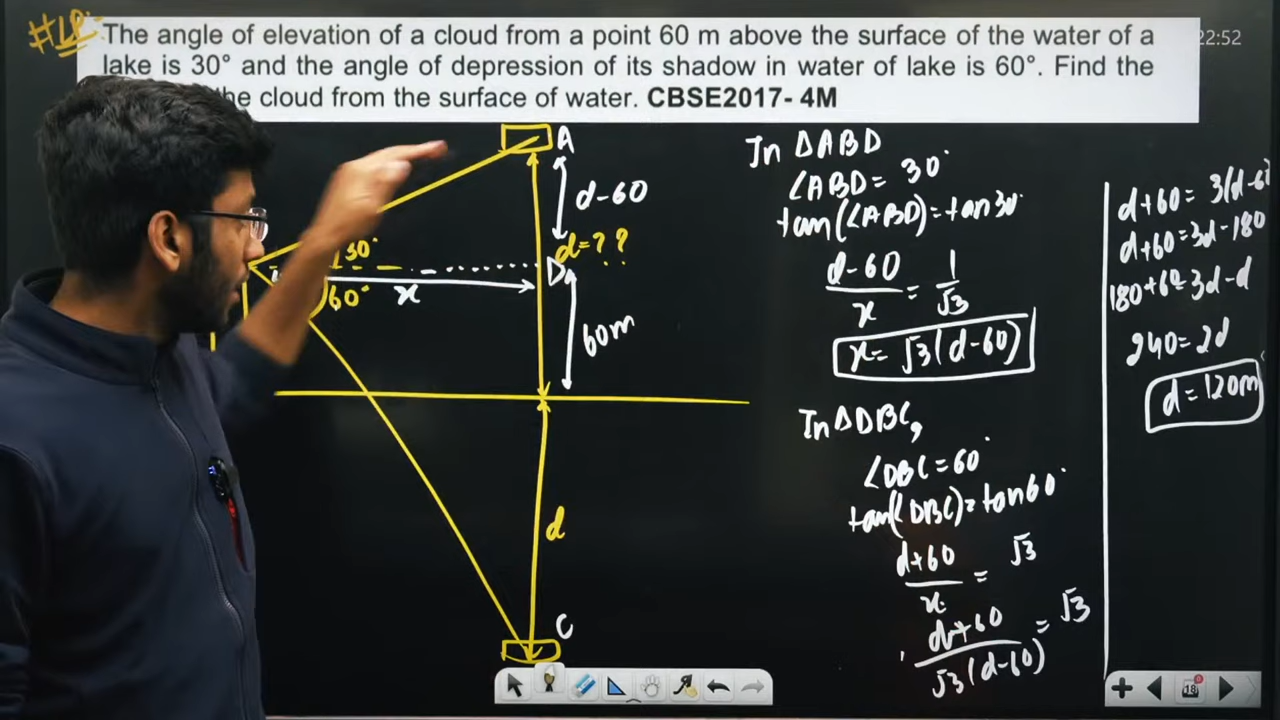 #LP.
The angle of elevation of a cloud from a point 60 m above the surface of the water of a
22:52
lake is 30° and the angle of depression of its shadow in water of lake is 60°. Find the
the cloud from the surface of water. CBSE2017- 4M
A
d-60
d=??
30°
D
60°
x
60m
d
C
In ΔABD
∠ABD = 30°
tan(∠ABD)=tan30°
d-60/x = 1/√3
x= √3(d-60)
In ΔDBC,
∠DBC=60°
tan(∠DBC)=tan60°
d+60/x = √3
d+60/√3(d-60) = √3
d+60= 3(d-6
d+60=3d-180
180+60=3d-d
240=2d
d=120m
18